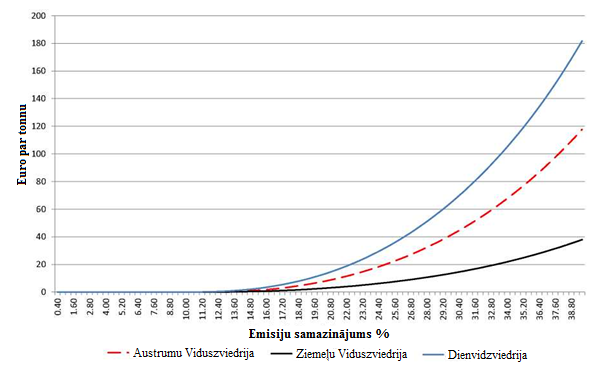 200
180
160
140
120
100
80
60
40
20
0
Euro par tonnu
0.40 1.60 2.80 4.00 5.20 6.40 7.60 8.80 10.00 11.20 12.40 13.60 14.80 16.00 17.20 18.40 19.60 20.80 22.00 23.20 24.40 25.60 26.80 28.00 29.20 30.40 31.60 32.80 34.00 35.20 36.40 37.60 38.80
Emisiju samazinājums %
Austrumu Viduszviedrija Ziemeļu Viduszviedrija Dienvidzviedrija